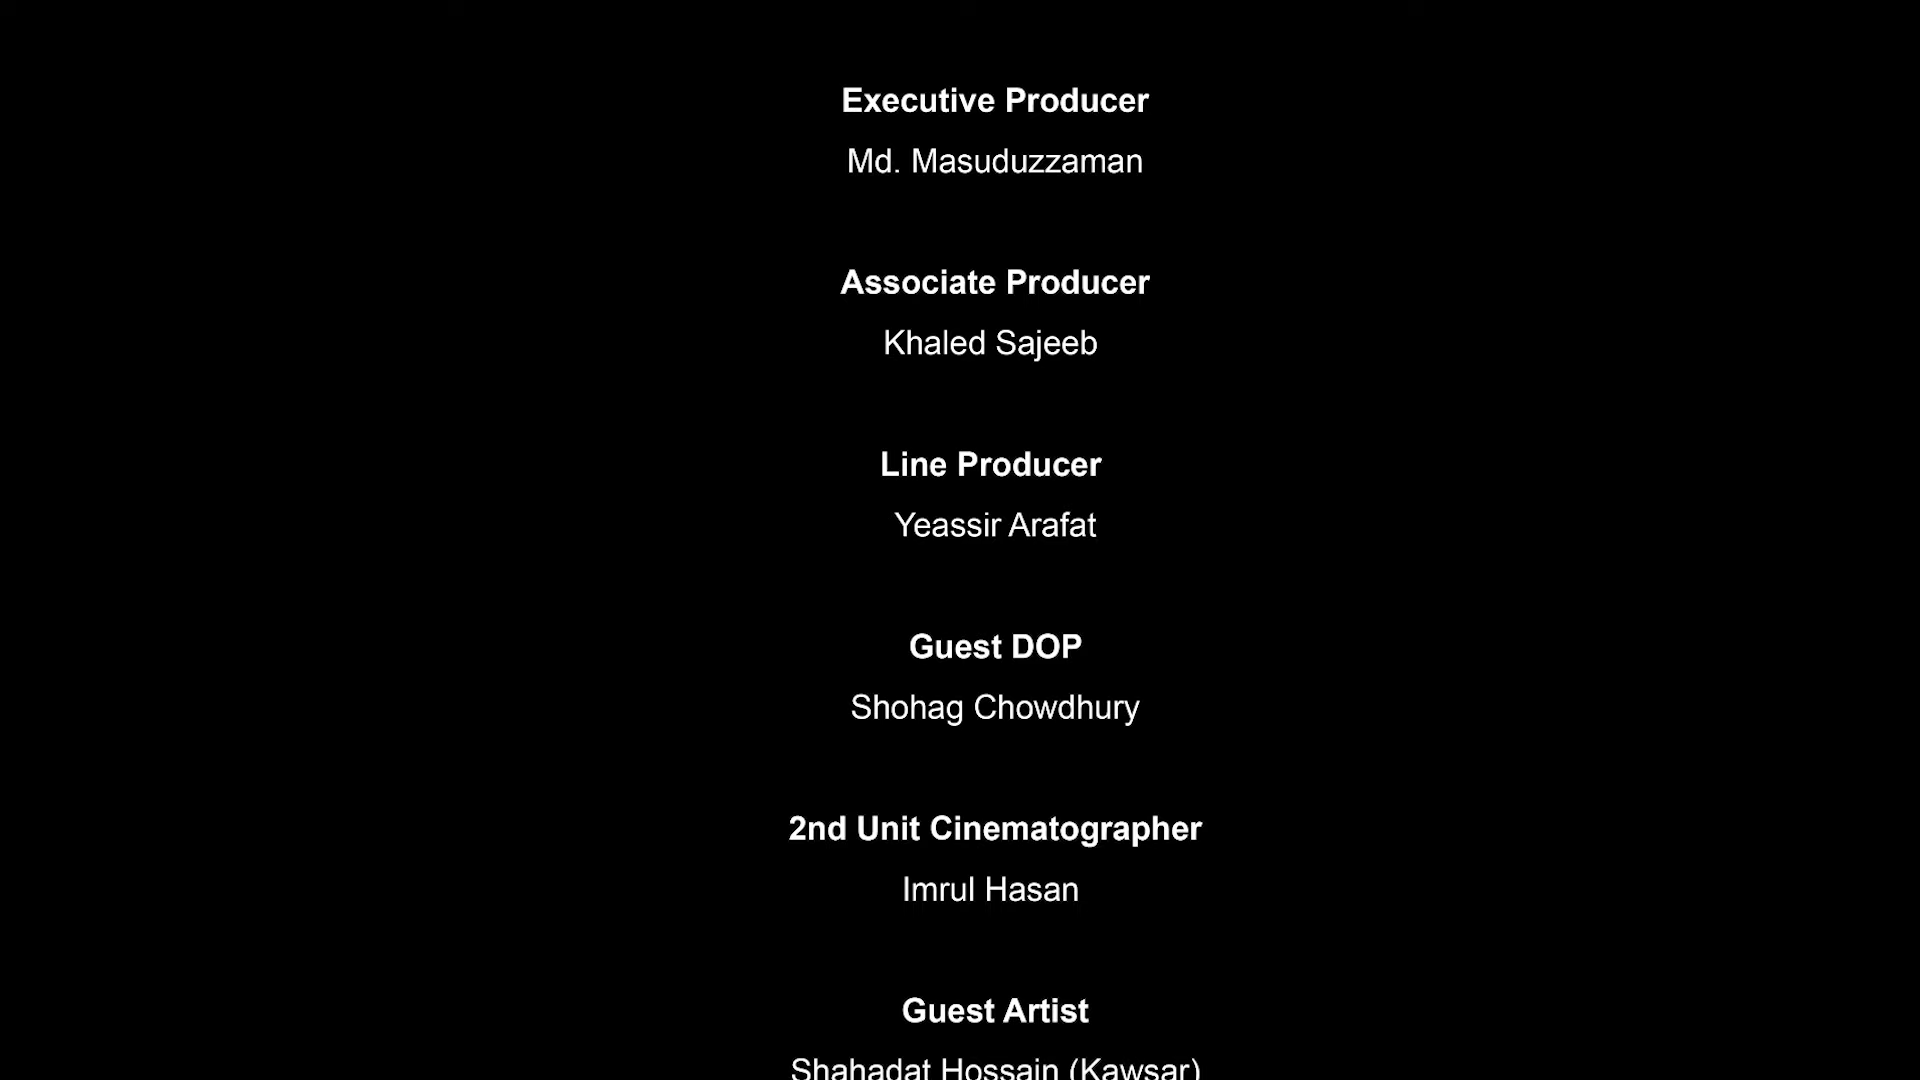 Executive Producer
Md. Masuduzzaman
Associate Producer
Khaled Sajeeb
Line Producer
Yeassir Arafat
Guest DOP
Shohag Chowdhury
2nd Unit Cinematographer
Imrul Hasan
Guest Artist
Shahadat Hossain (Kawsar)